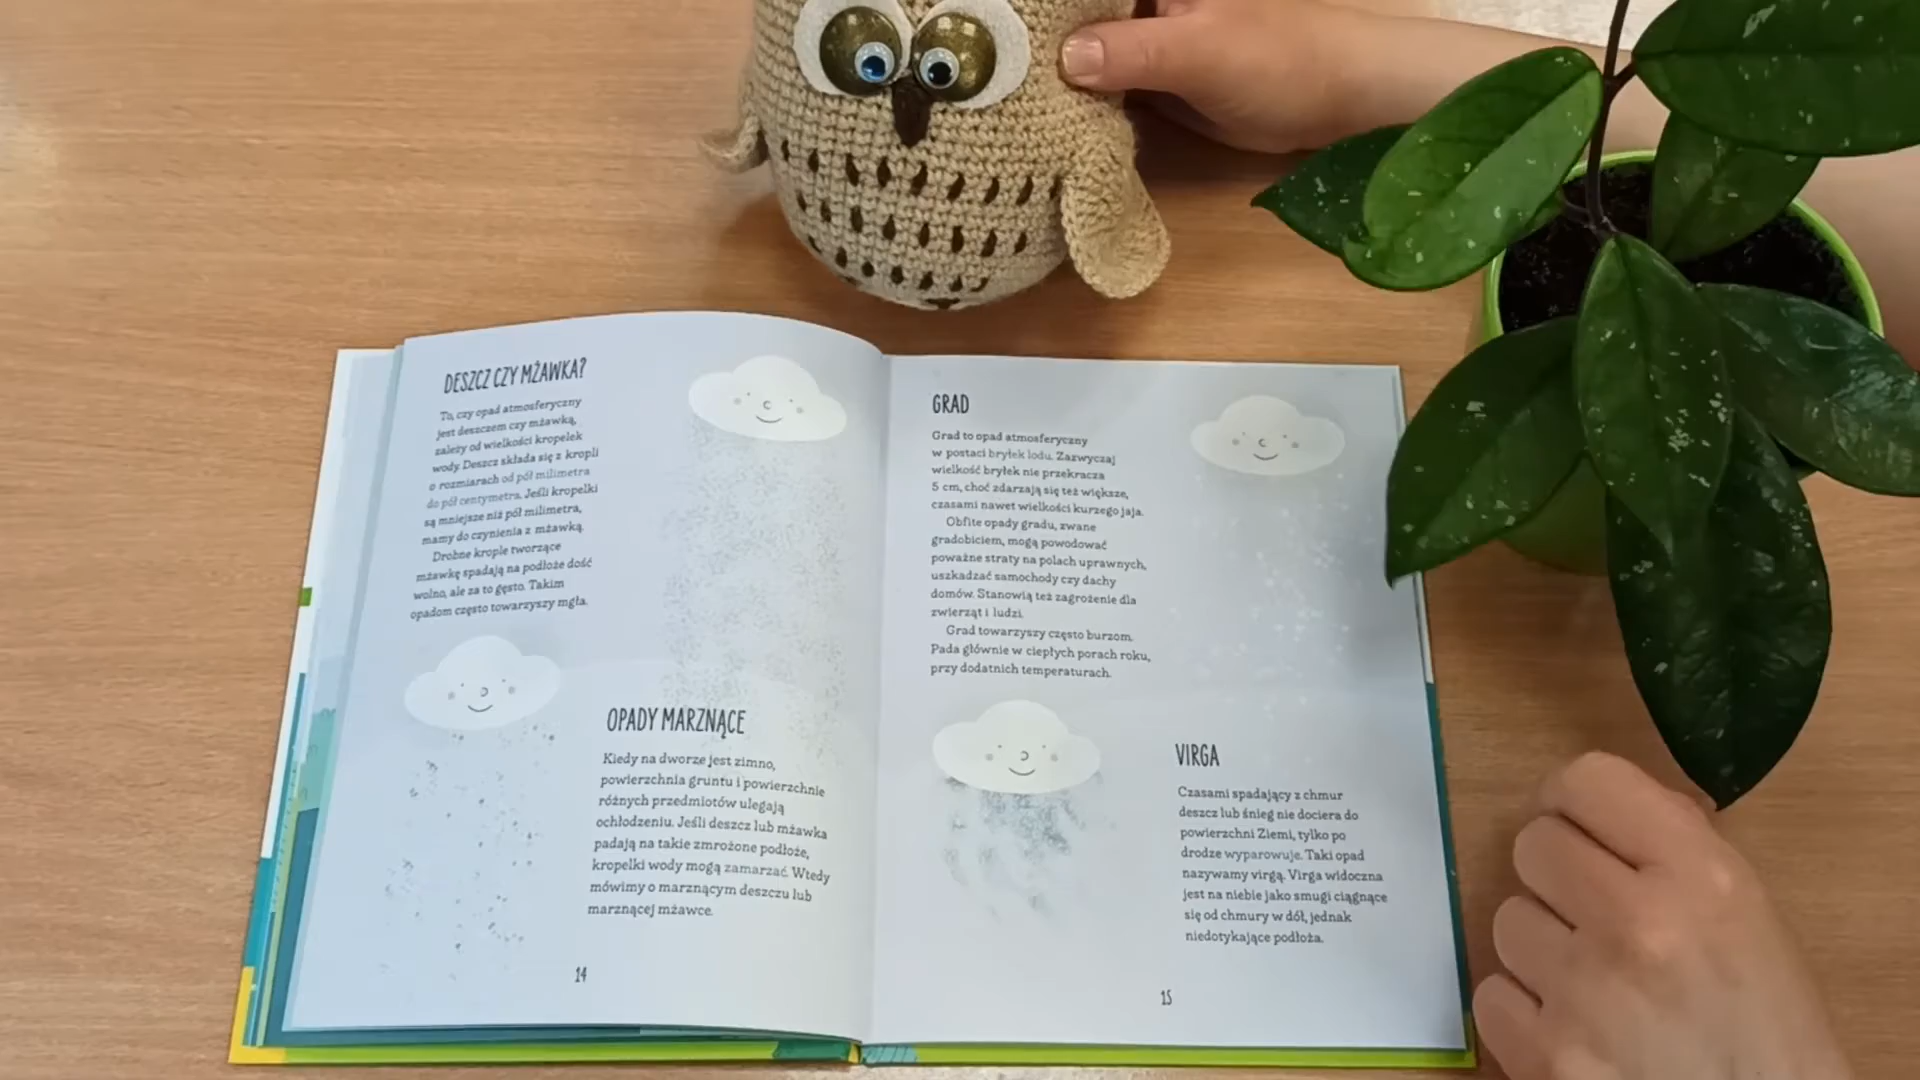 DESZCZ CZY MŻAWKA?
To, czy opad atmosferyczny
jest deszczem czy mżawką,
zależy od wielkości kropelek
wody. Deszcz składa się z kropli
o rozmiarach od pół milimetra
do pół centymetra. Jeśli kropelki
są mniejsze niż pół milimetra,
mamy do czynienia z mżawką.
Drobne krople tworzące
mżawkę spadają na podłoże dość
wolno, ale za to gęsto. Takim
opadom często towarzyszy mgła.
OPADY MARZNĄCE
Kiedy na dworze jest zimno,
powierzchnia gruntu i powierzchnie
różnych przedmiotów ulegają
ochłodzeniu. Jeśli deszcz lub mżawka
padają na takie zmrożone podłoże,
kropelki wody mogą zamarzać. Wtedy
mówimy o marznącym deszczu lub
marznącej mżawce.
14
GRAD
Grad to opad atmosferyczny
w postaci bryłek lodu. Zazwyczaj
wielkość bryłek nie przekracza
5 cm, choć zdarzają się też większe,
czasami nawet wielkości kurzego jaja.
Obfite opady gradu, zwane
gradobiciem, mogą powodować
poważne straty na polach uprawnych,
uszkadzać samochody czy dachy
domów. Stanowią też zagrożenie dla
zwierząt i ludzi.
Grad towarzyszy często burzom.
Pada głównie w ciepłych porach roku,
przy dodatnich temperaturach.
VIRGA
Czasami spadający z chmur
deszcz lub śnieg nie dociera do
powierzchni Ziemi, tylko po
drodze wyparowuje. Taki opad
nazywamy virgą. Virga widoczna
jest na niebie jako smugi ciągnące
się od chmury w dół, jednak
niedotykające podłoża.
15